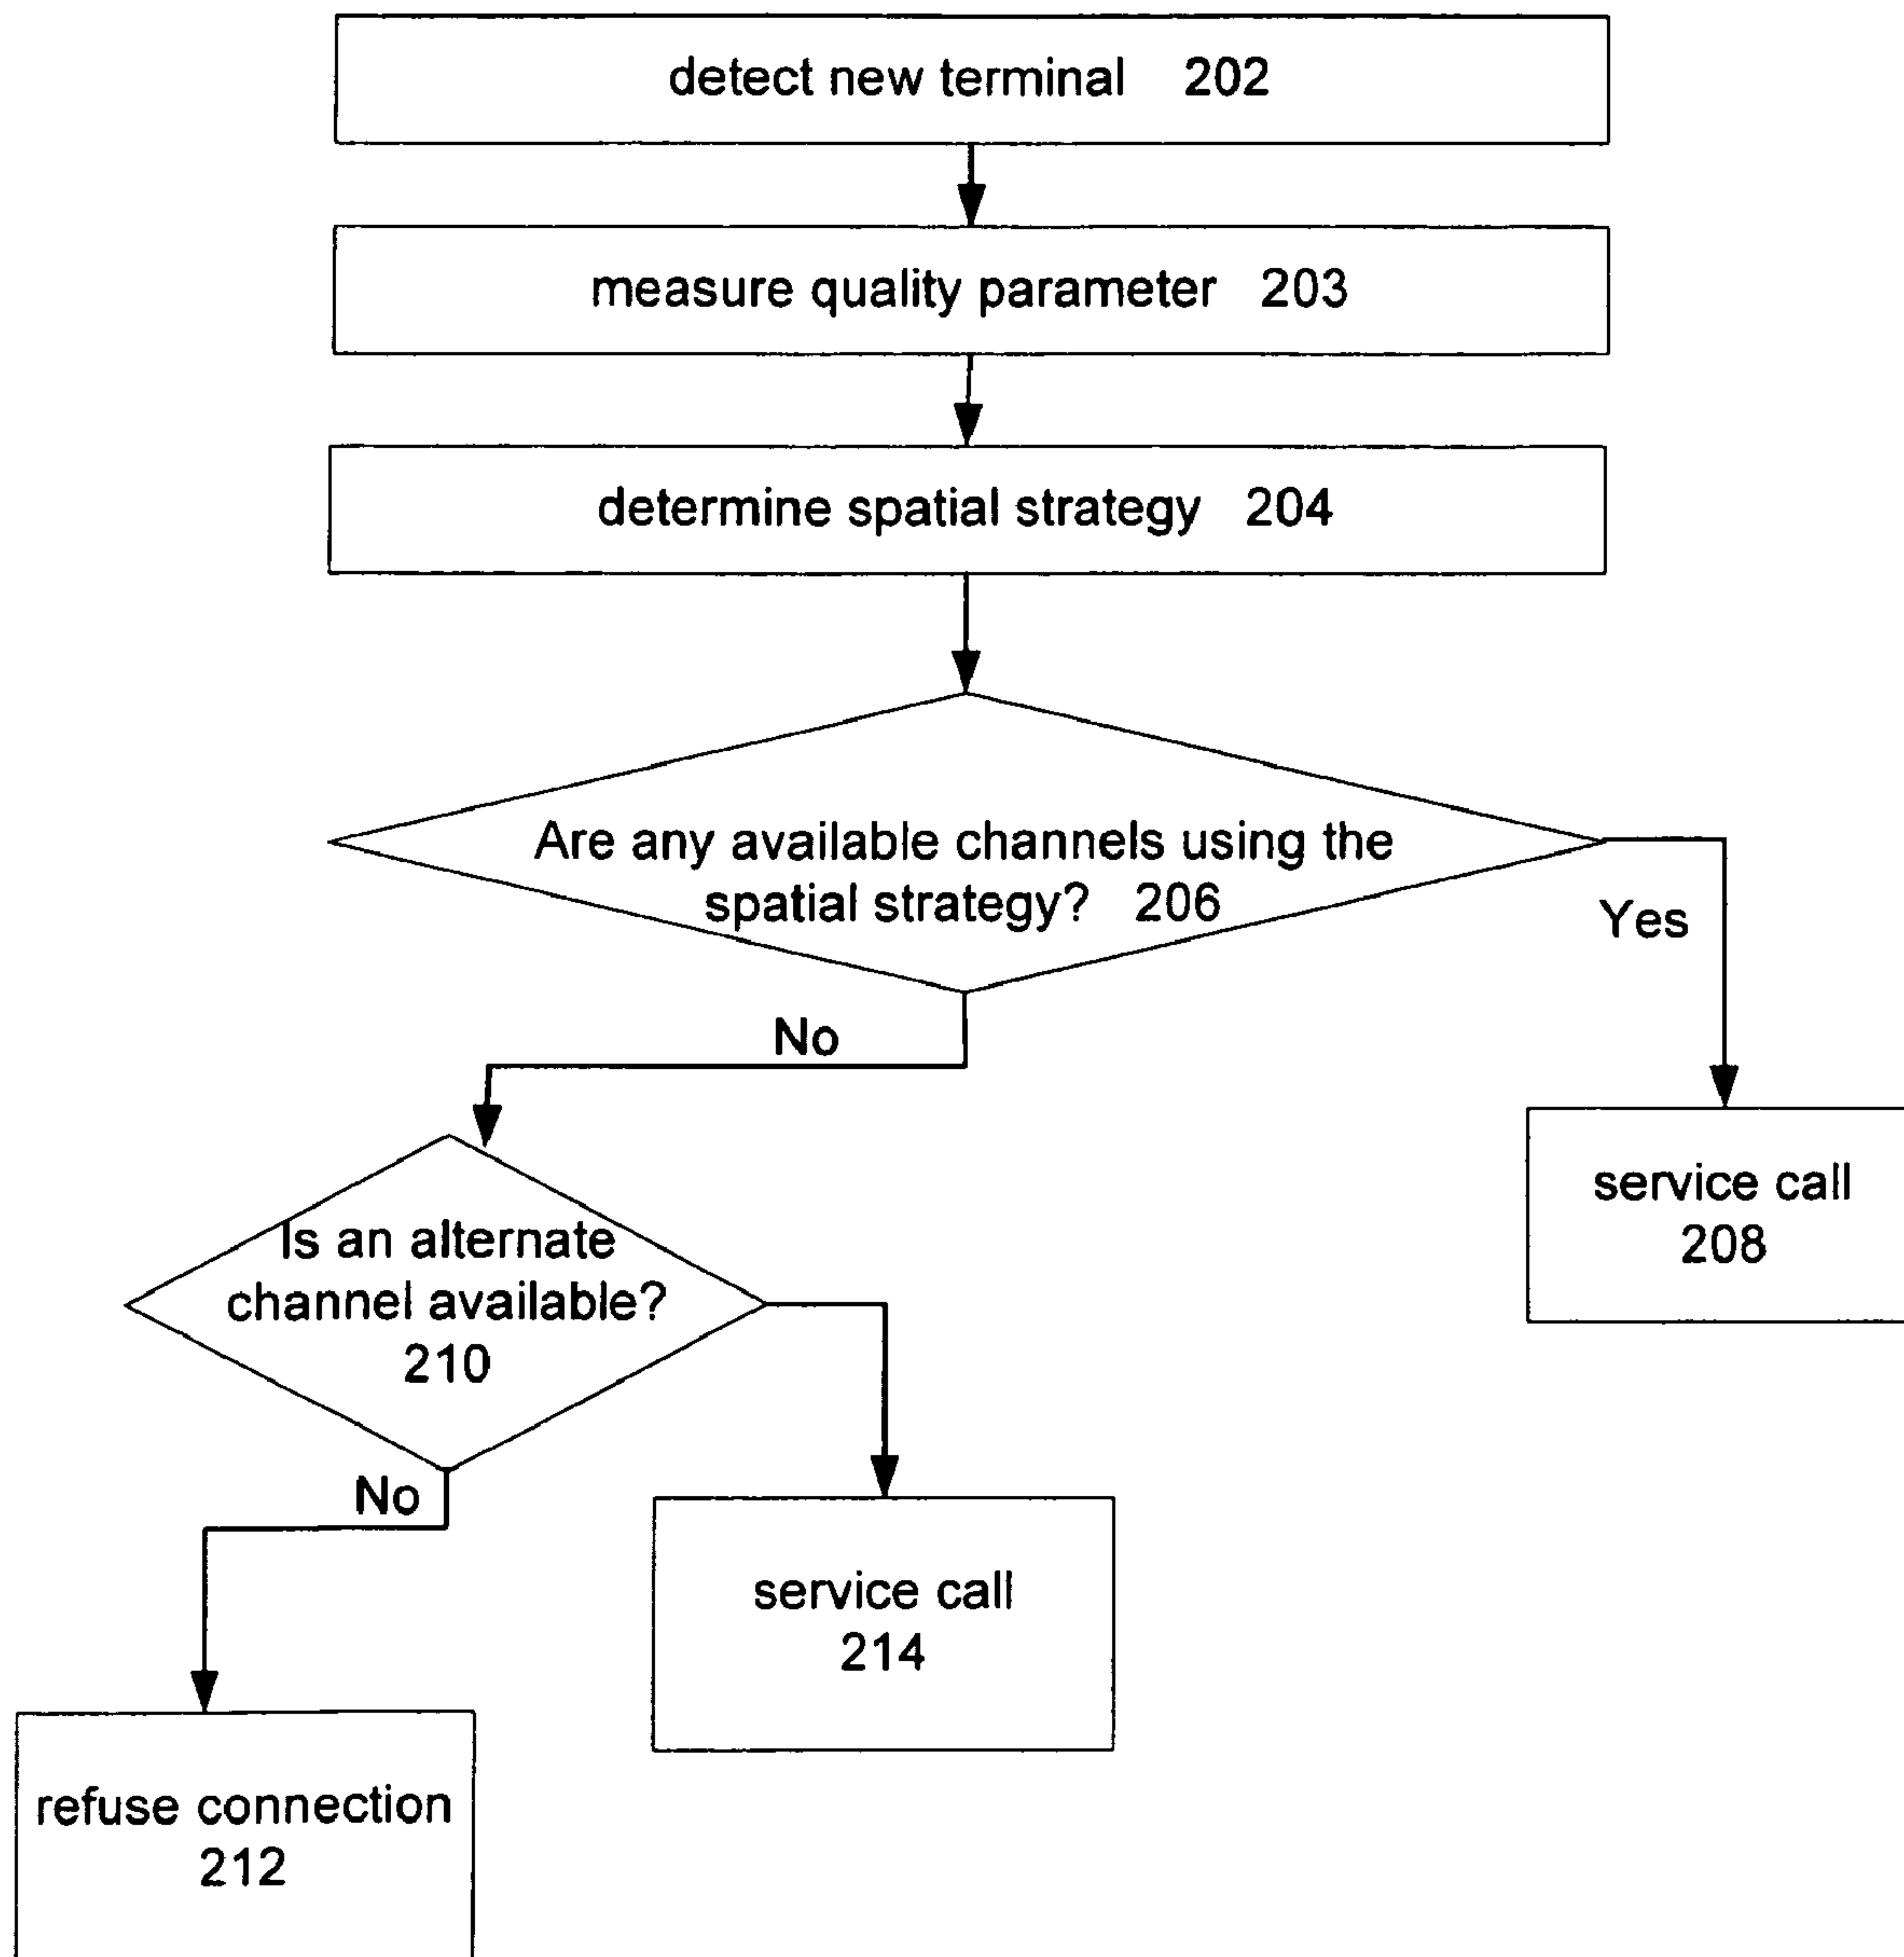 detect new terminal 202
measure quality parameter 203
determine spatial strategy 204
Are any available channels using the
spatial strategy? 206
Yes
No
service call
208
Is an alternate
channel available?
210
No
service call
214
refuse connection
212